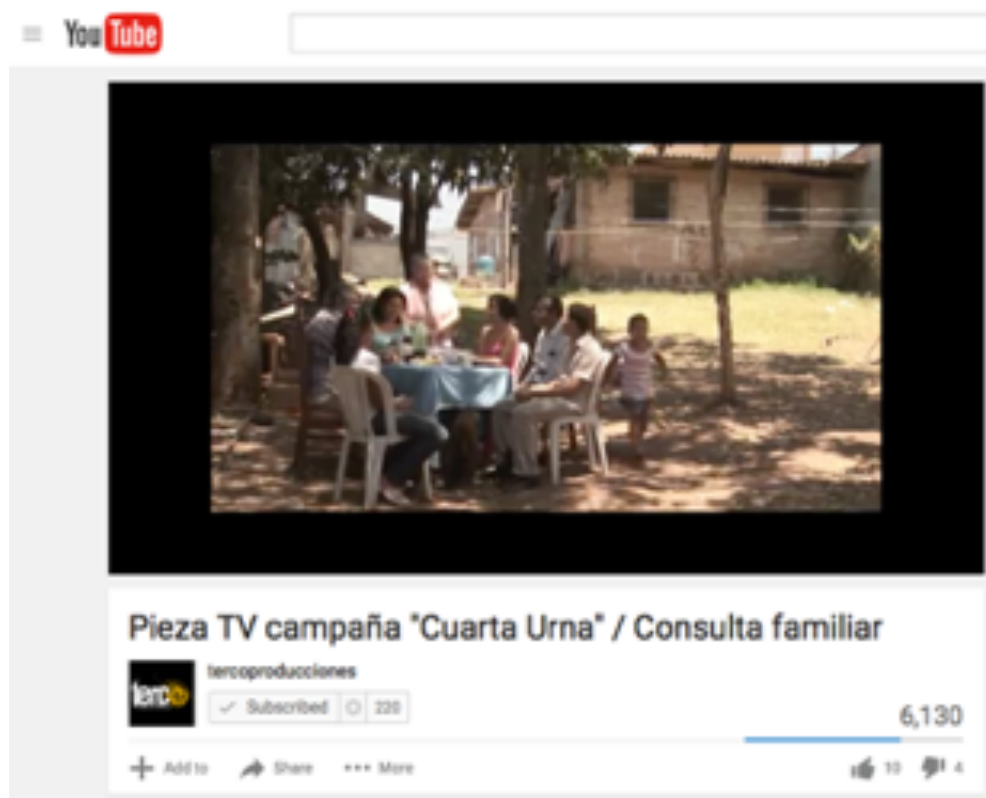 YouTube
Pieza TV campaña "Cuarta Urna" / Consulta familiar
terco
tercoproducciones
Subscribed 220
6,130
Add to Share More 10 4